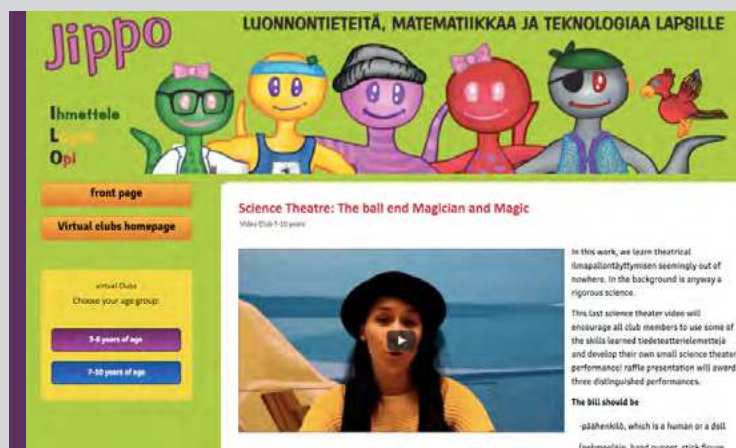 Jippo
LUONNONTIETEITÄ, MATEMATIIKKAA JA TEKNOLOGIAA LAPSILLE
Ihmettele
L
Opi
front page
Virtual clubs homepage
virtual Clubs
Choose your age group:
3-6 years of age
7-10 years of age
Science Theatre: The ball end Magician and Magic
Video Club 7-10 years
In this work, we learn theatrical
ilmapallontäyttymisen seemingly out of
nowhere. In the background is anyway a
rigorous science.
This last science theater video will
encourage all club members to use some of
the skills learned tiedeteatterielemettejä
and develop their own small science theater
performance! raffle presentation will award
three distinguished performances.
The bill should be
-päähenkilö, which is a human or a doll
hand puppet, stick figure